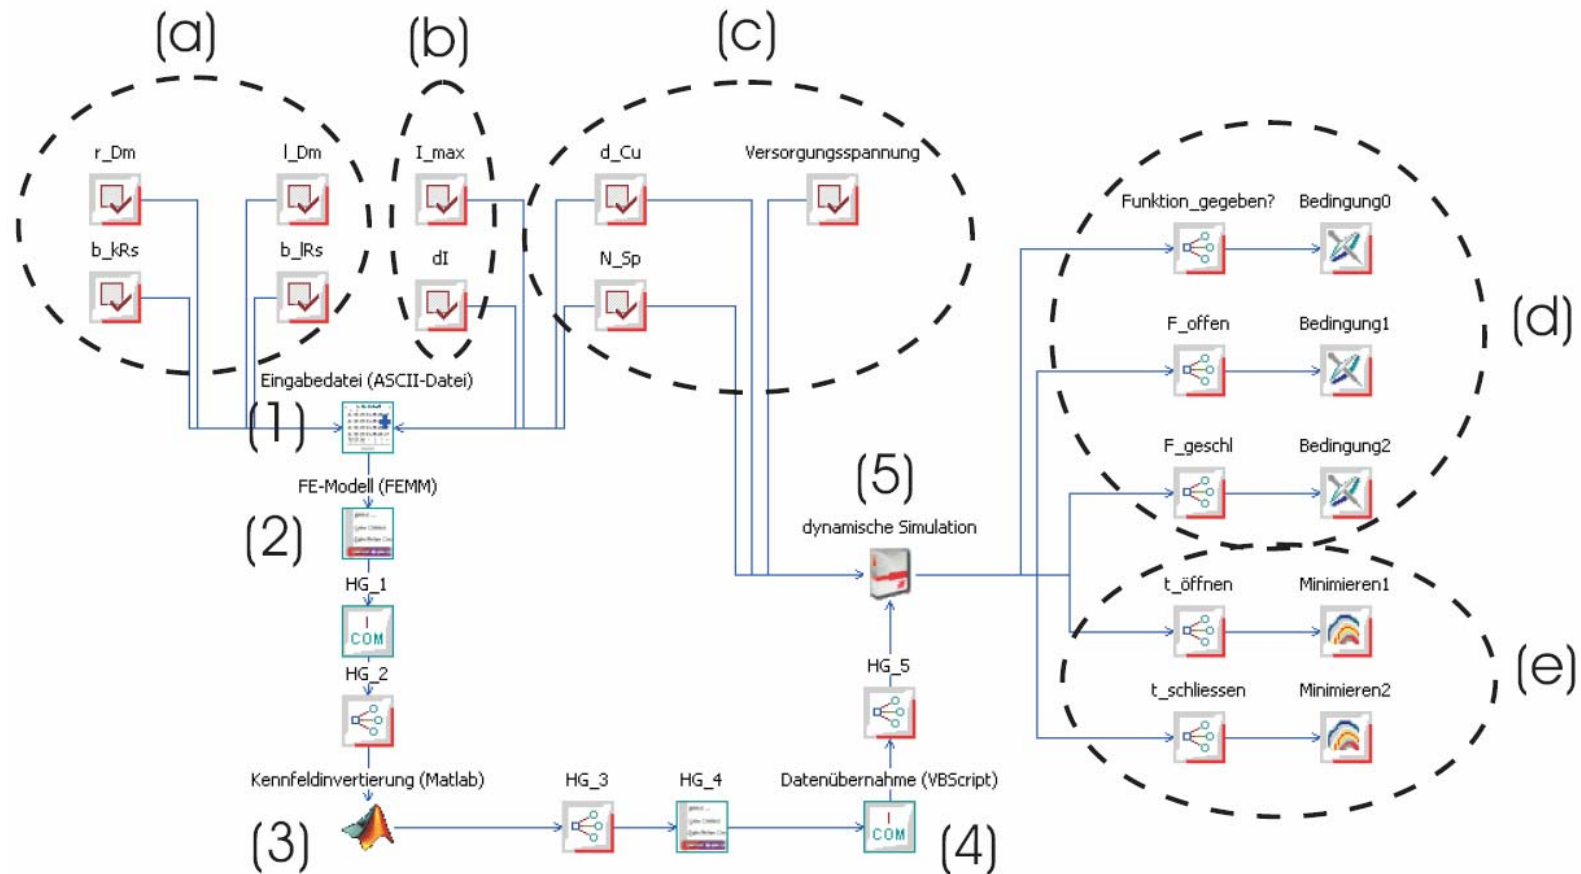 (a)
(b)
(c)
r_Dm
l_Dm
I_max
d_Cu
Versorgungsspannung
b_kRs
b_lRs
dI
N_Sp
Funktion_gegeben?
Bedingung0
F_offen
Bedingung1
(d)
F_geschl
Bedingung2
Eingabedatei (ASCII-Datei)
(1)
FE-Modell (FEMM)
(2)
HG_1
I
COM
HG_2
Kennfeldinvertierung (Matlab)
(3)
HG_3
HG_4
Datenübernahme (VBScript)
I
COM
(4)
HG_5
(5)
dynamische Simulation
t_öffnen
Minimieren1
(e)
t_schliessen
Minimieren2